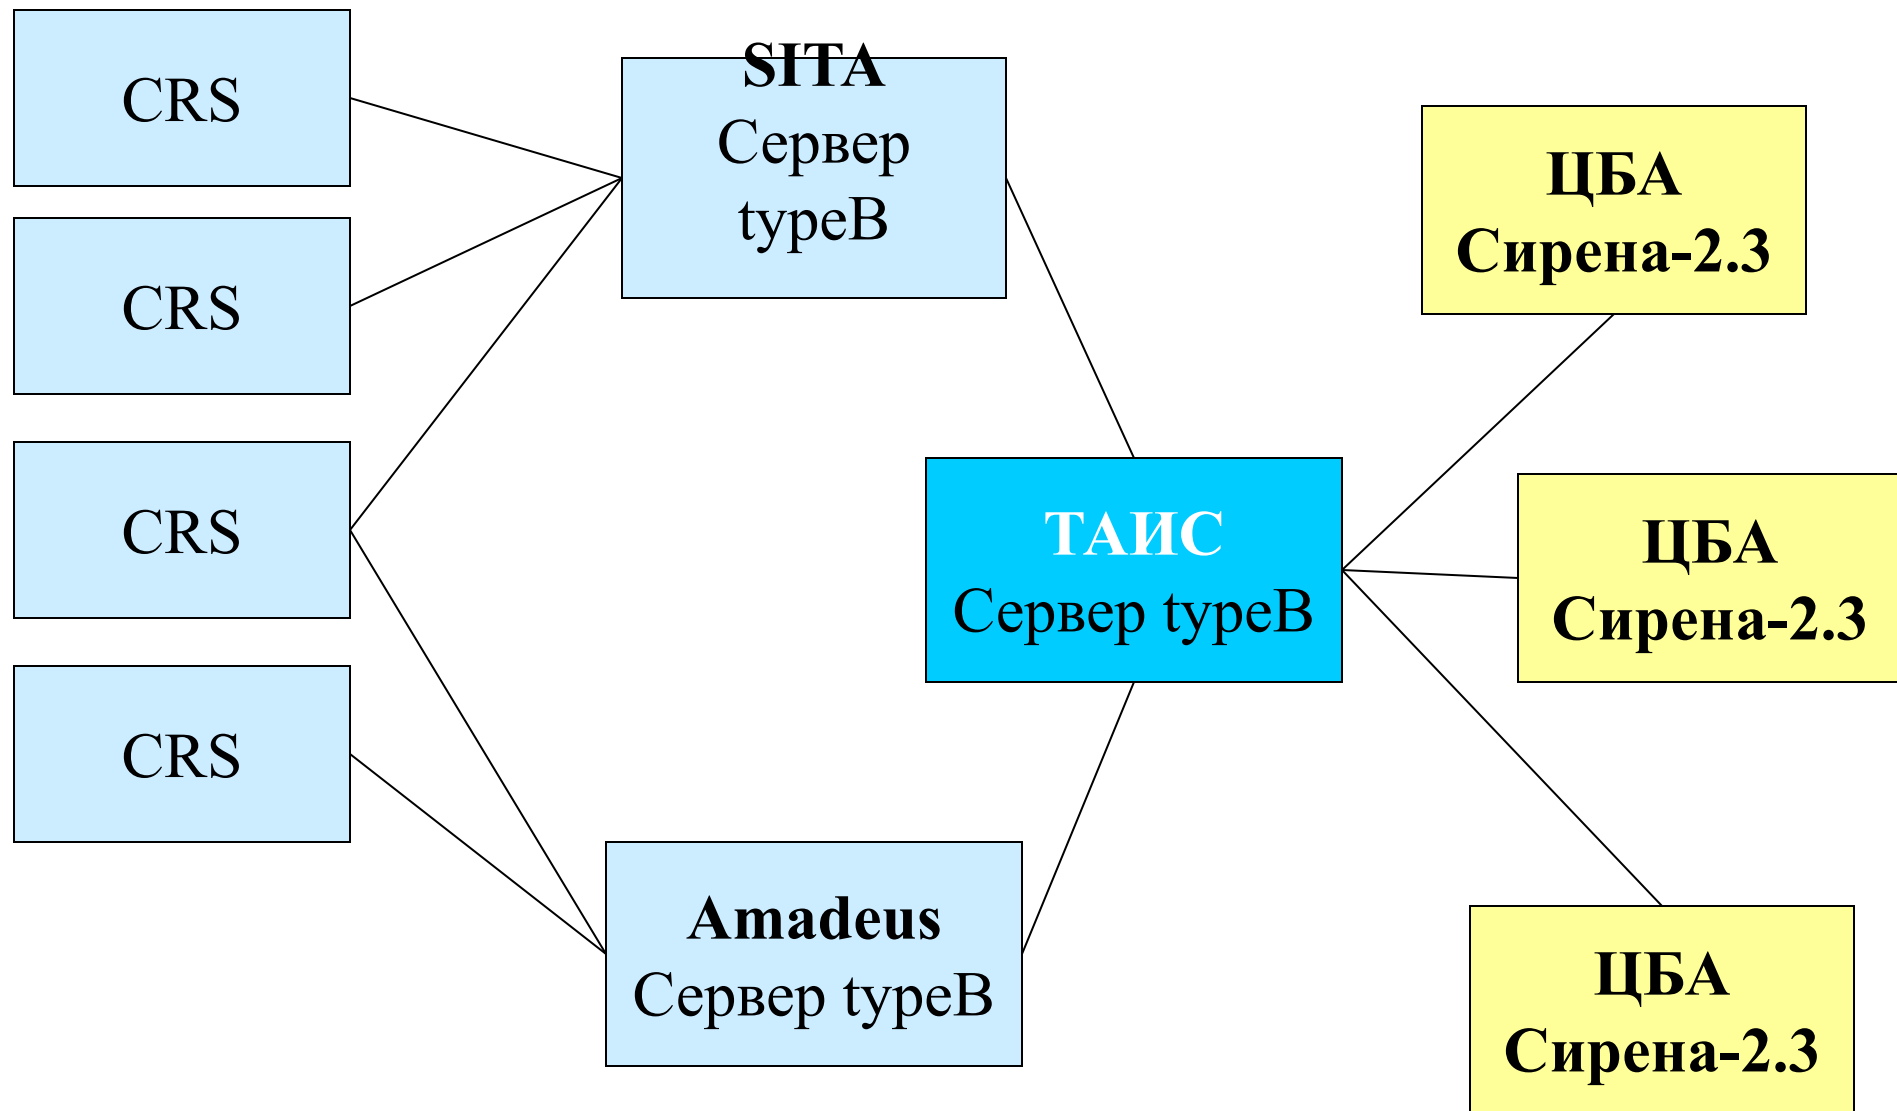 CRS
CRS
CRS
CRS
SITA
Сервер
typeB
Amadeus
Сервер typeB
ТАИС
Сервер typeB
ЦБА
Сирена-2.3
ЦБА
Сирена-2.3
ЦБА
Сирена-2.3